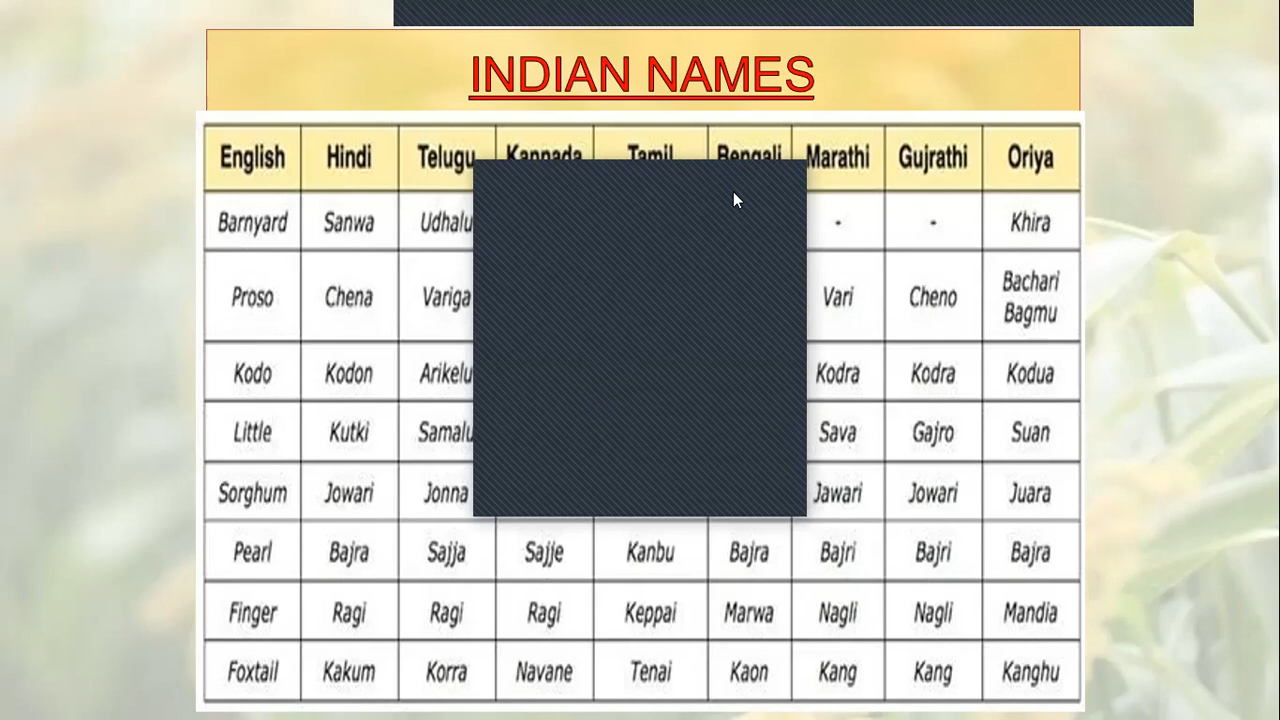 INDIAN NAMES
English Hindi Telugu Kannada Tamil Bengali Marathi Gujrathi Oriya
Barnyard Sanwa Udhalu - - Khira
Proso Chena Variga Vari Cheno Bachari Bagmu
Kodo Kodon Arikelu Kodra Kodra Kodua
Little Kutki Samalu Sava Gajro Suan
Sorghum Jowari Jonna Jawari Jowari Juara
Pearl Bajra Sajja Sajje Kanbu Bajra Bajri Bajri Bajra
Finger Ragi Ragi Ragi Keppai Marwa Nagli Nagli Mandia
Foxtail Kakum Korra Navane Tenai Kaon Kang Kang Kanghu